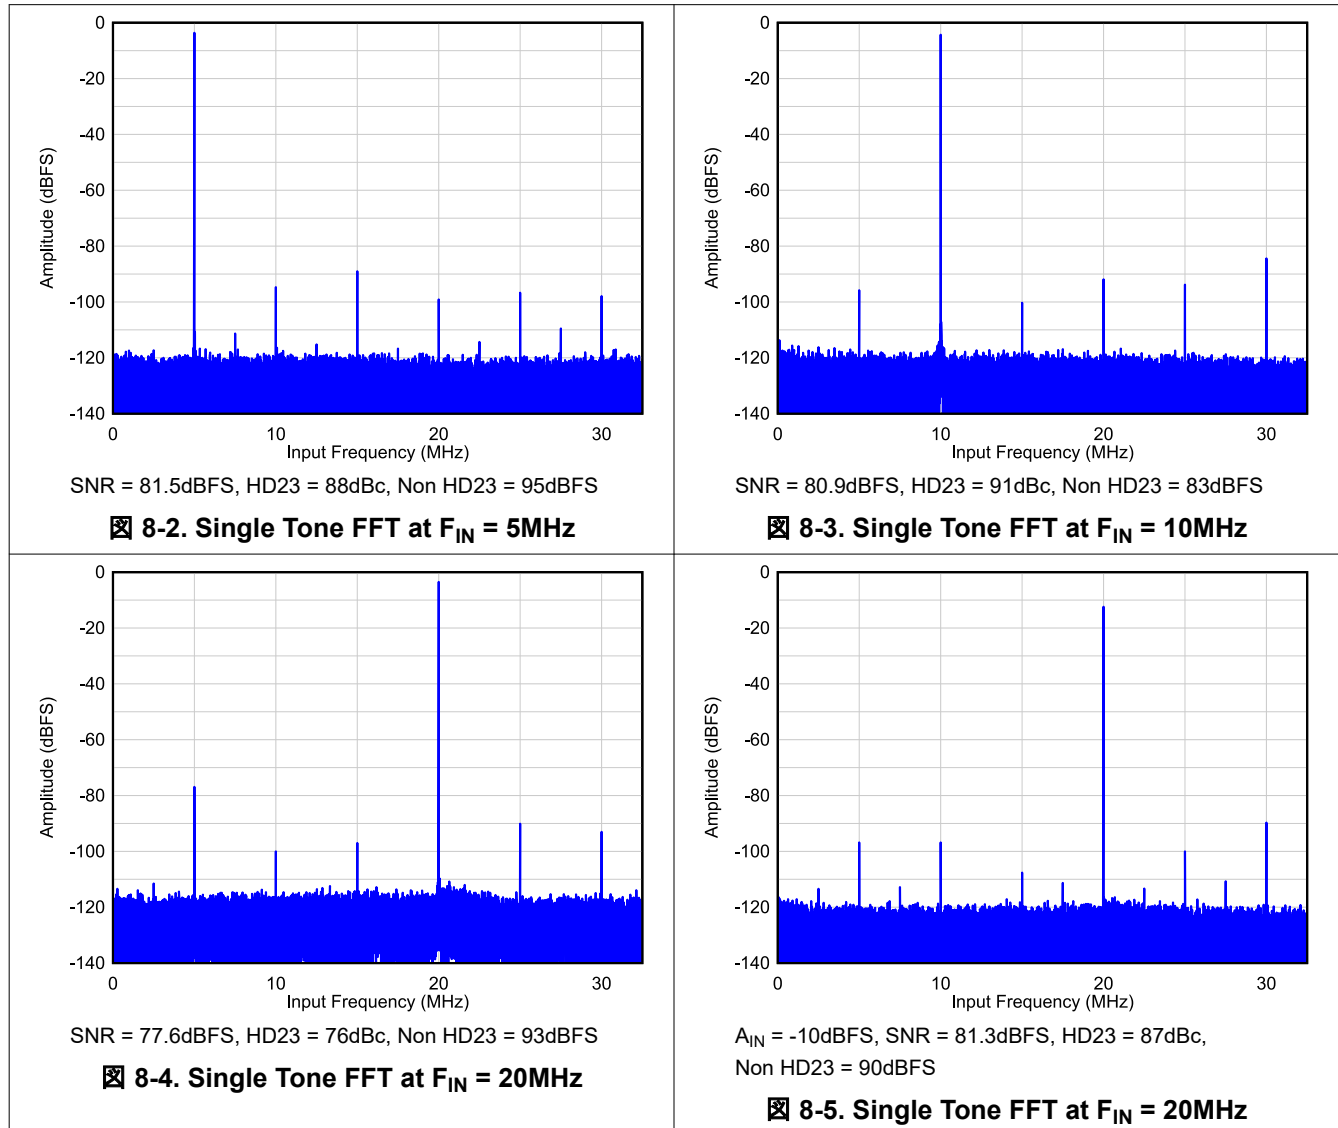 0
-20
-40
-60
-80
-100
-120
-140
Amplitude (dBFS)
0 10 20 30
Input Frequency (MHz)
SNR = 81.5dBFS, HD23 = 88dBc, Non HD23 = 95dBFS
図 8-2. Single Tone FFT at FIN = 5MHz
0
-20
-40
-60
-80
-100
-120
-140
Amplitude (dBFS)
0 10 20 30
Input Frequency (MHz)
SNR = 80.9dBFS, HD23 = 91dBc, Non HD23 = 83dBFS
図 8-3. Single Tone FFT at FIN = 10MHz
0
-20
-40
-60
-80
-100
-120
-140
Amplitude (dBFS)
0 10 20 30
Input Frequency (MHz)
SNR = 77.6dBFS, HD23 = 76dBc, Non HD23 = 93dBFS
図 8-4. Single Tone FFT at FIN = 20MHz
0
-20
-40
-60
-80
-100
-120
-140
Amplitude (dBFS)
0 10 20 30
Input Frequency (MHz)
AIN = -10dBFS, SNR = 81.3dBFS, HD23 = 87dBc,
Non HD23 = 90dBFS
図 8-5. Single Tone FFT at FIN = 20MHz